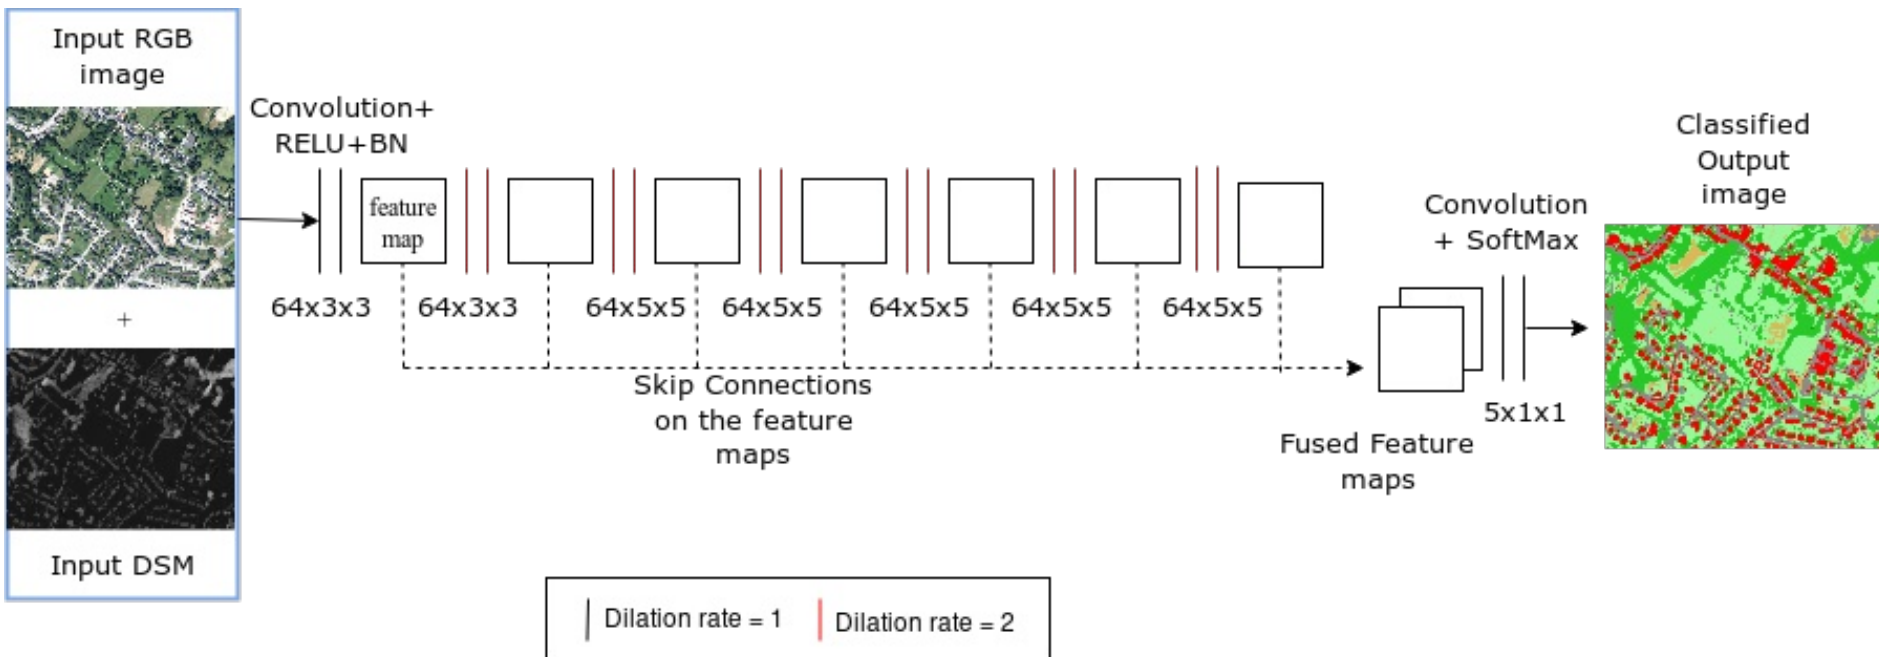 Input RGB
image
+
Input DSM
Convolution+
RELU+BN
feature
map
64x3x3
64x3x3
64x5x5
64x5x5
64x5x5
64x5x5
64x5x5
Skip Connections
on the feature
maps
Fused Feature
maps
Convolution
+ SoftMax
5x1x1
Classified
Output
image
Dilation rate = 1
Dilation rate = 2